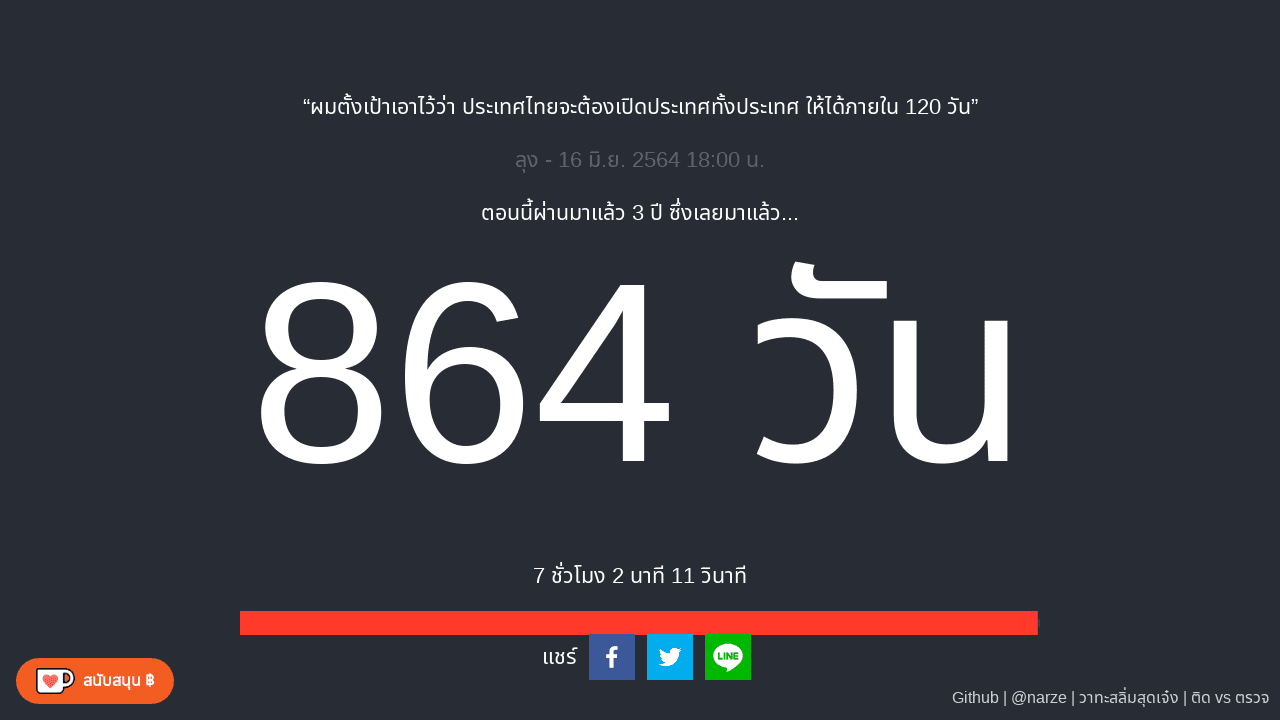 “ผมตั้งเป้าเอาไว้ว่า ประเทศไทยจะต้องเปิดประเทศทั้งประเทศ ให้ได้ภายใน 120 วัน”
ลุง - 16 มิ.ย. 2564 18:00 น.
ตอนนี้ผ่านมาแล้ว 3 ปี ซึ่งเลยมาแล้ว...
864 วัน
7 ชั่วโมง 2 นาที 11 วินาที
แชร์
LINE
สนับสนุน ฿
Github | @narze | วาทะสลิ่มสุดเจ๋ง | ติด vs ตรวจ